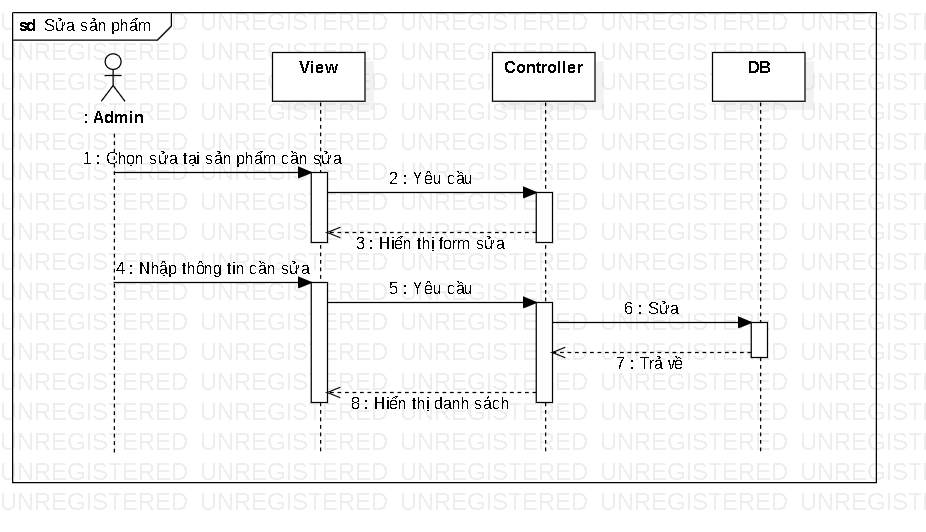 sd Sửa sản phẩm
: Admin
View
Controller
DB
1 : Chọn sửa tại sản phẩm cần sửa
2 : Yêu cầu
3 : Hiển thị form sửa
4 : Nhập thông tin cần sửa
5 : Yêu cầu
6 : Sửa
7 : Trả về
8 : Hiển thị danh sách
UNREGISTERED